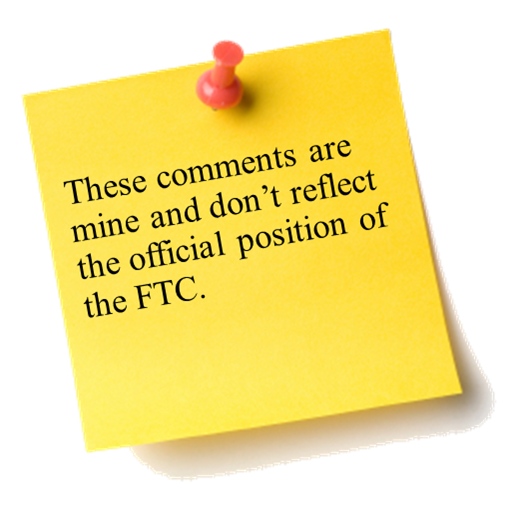 These comments are
mine and don’t reflect
the official position of
the FTC.